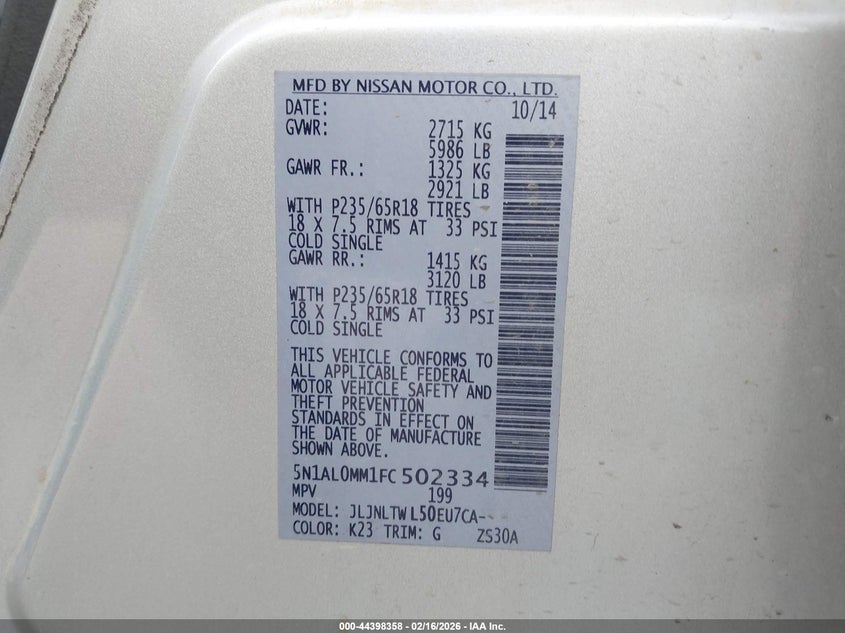 MFD BY NISSAN MOTOR CO., LTD.
DATE: 10/14
GVWR: 2715 KG
5986 LB
GAWR FR.: 1325 KG
2921 LB
WITH P235/65R18 TIRES
18 X 7.5 RIMS AT 33 PSI
COLD SINGLE
GAWR RR.: 1415 KG
3120 LB
WITH P235/65R18 TIRES
18 X 7.5 RIMS AT 33 PSI
COLD SINGLE
THIS VEHICLE CONFORMS TO
ALL APPLICABLE FEDERAL
MOTOR VEHICLE SAFETY AND
THEFT PREVENTION
STANDARDS IN EFFECT ON
THE DATE OF MANUFACTURE
SHOWN ABOVE.
5N1AL0MM1FC502334
MPV 199
MODEL: JLJNLTWL50EU7CA--
COLOR: K23 TRIM: G ZS30A
000-44398358 - 02/16/2026 - IAA Inc.